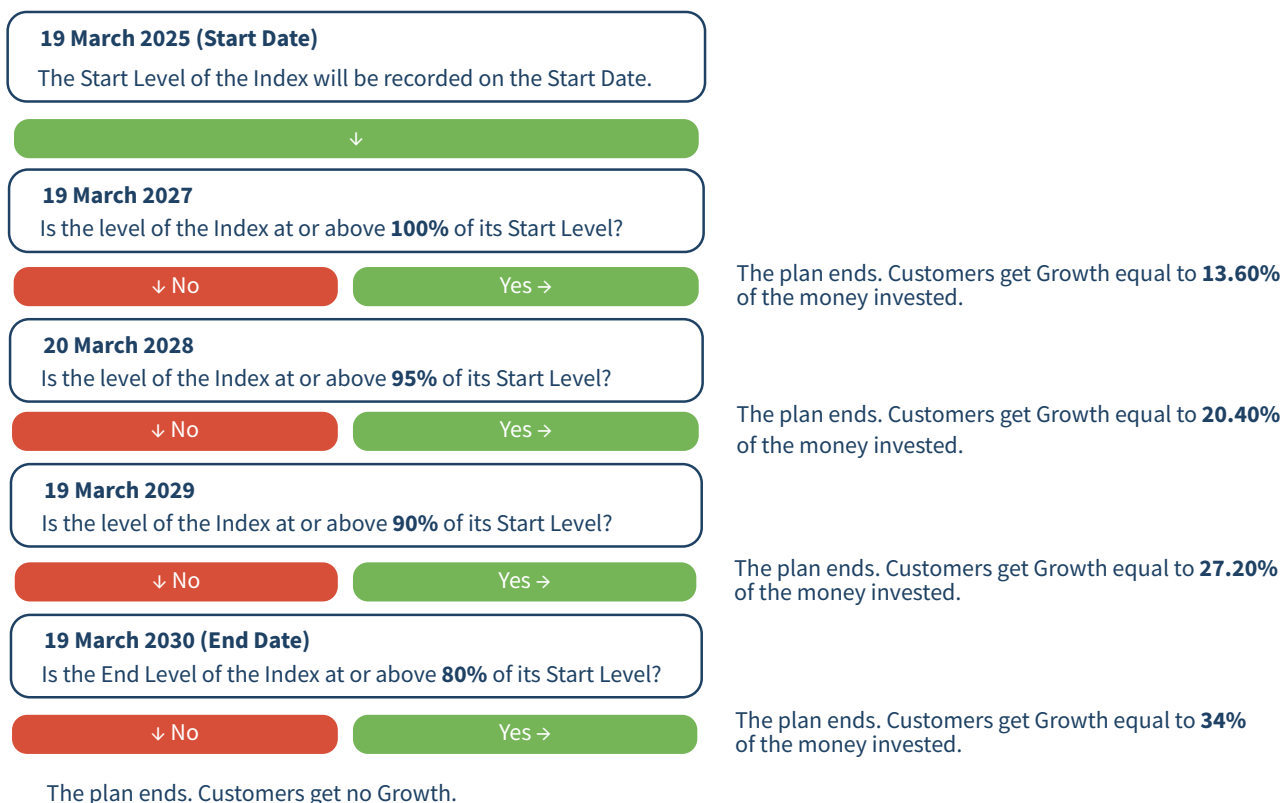 19 March 2025 (Start Date)
The Start Level of the Index will be recorded on the Start Date.
↓
19 March 2027
Is the level of the Index at or above 100% of its Start Level?
↓ No
Yes →
The plan ends. Customers get Growth equal to 13.60%
of the money invested.
20 March 2028
Is the level of the Index at or above 95% of its Start Level?
↓ No
Yes →
The plan ends. Customers get Growth equal to 20.40%
of the money invested.
19 March 2029
Is the level of the Index at or above 90% of its Start Level?
↓ No
Yes →
The plan ends. Customers get Growth equal to 27.20%
of the money invested.
19 March 2030 (End Date)
Is the End Level of the Index at or above 80% of its Start Level?
↓ No
Yes →
The plan ends. Customers get Growth equal to 34%
of the money invested.
The plan ends. Customers get no Growth.